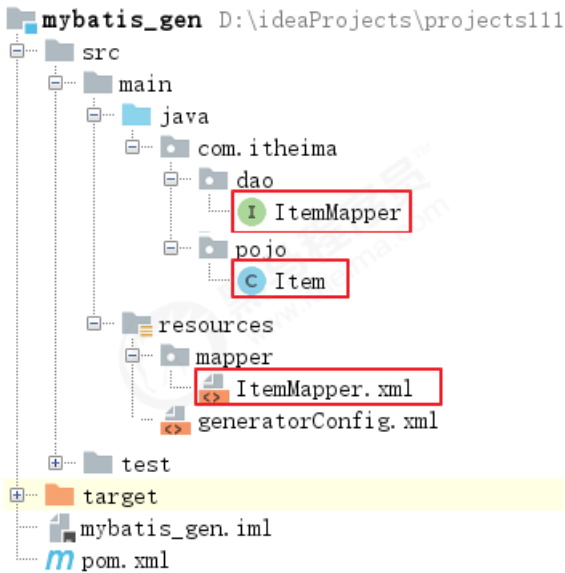 mybatis_gen D:\ideaProjects\projects111
src
main
java
com.itheima
dao
I ItemMapper
pojo
C Item
resources
mapper
ItemMapper.xml
generatorConfig.xml
test
target
mybatis_gen.iml
m pom.xml